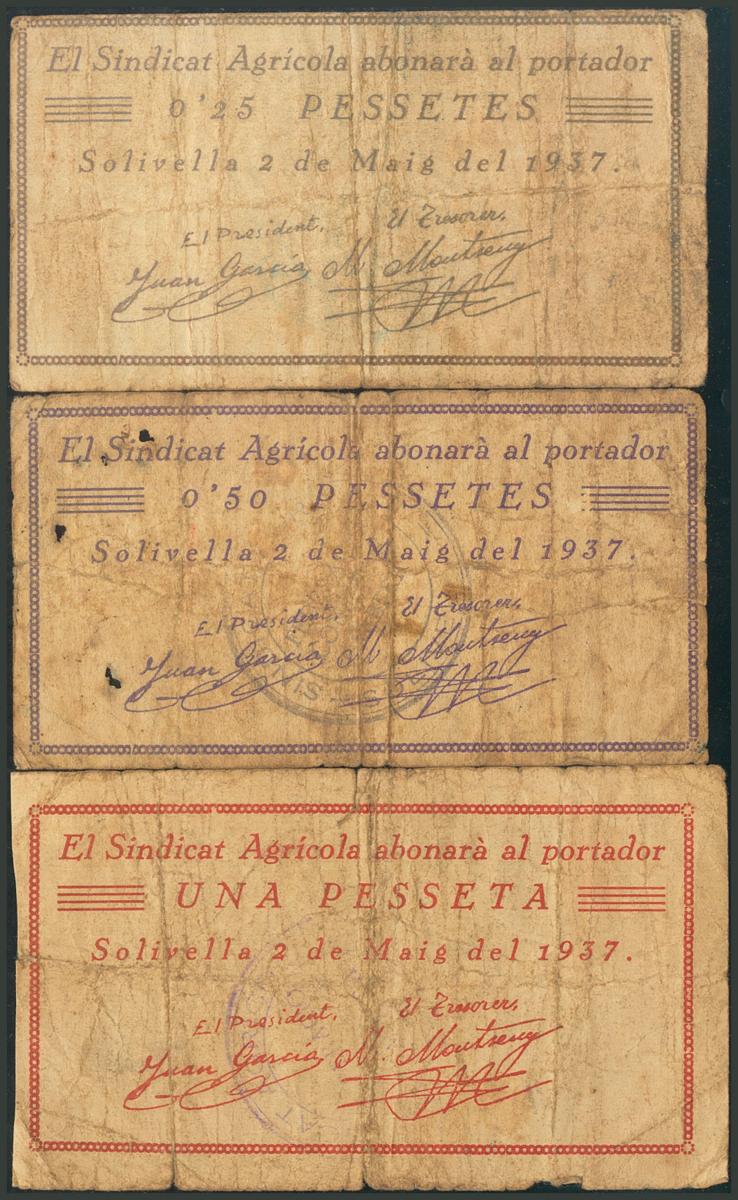 El Sindicat Agrícola abonarà al portador
0'25 PESSETES
Solivella 2 de Maig del 1937.
El President, El Tresorer,
Juan García M. Montseny
El Sindicat Agrícola abonarà al portador
0'50 PESSETES
Solivella 2 de Maig del 1937.
El President, El Tresorer,
Juan García M. Montseny
El Sindicat Agrícola abonarà al portador
UNA PESSETA
Solivella 2 de Maig del 1937.
El President, El Tresorer,
Juan García M. Montseny